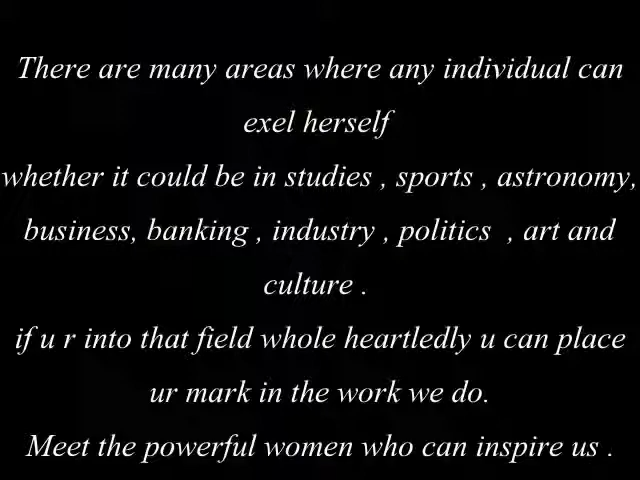 There are many areas where any individual can
exel herself
whether it could be in studies , sports , astronomy,
business, banking , industry , politics  , art and
culture .
if u r into that field whole heartledly u can place
ur mark in the work we do.
Meet the powerful women who can inspire us .